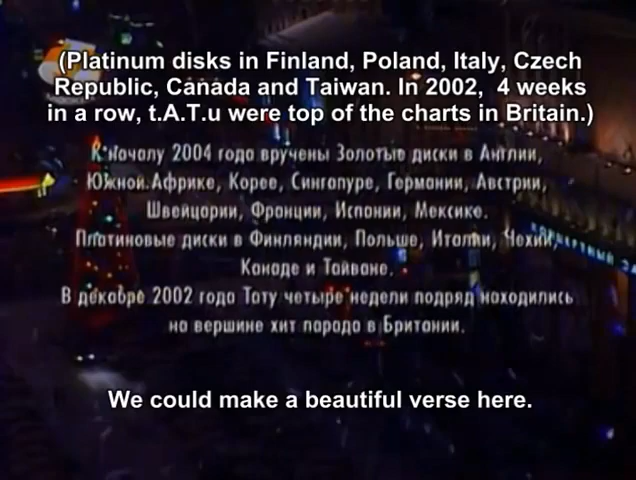 (Platinum disks in Finland, Poland, Italy, Czech
Republic, Canada and Taiwan. In 2002, 4 weeks
in a row, t.A.T.u were top of the charts in Britain.)
К началу 2004 года вручены Золотые диски в Англии,
Южной Африке, Корее, Сингапуре, Германии, Австрии,
Швейцарии, Франции, Испании, Мексике.
Платиновые диски в Финляндии, Польше, Италии, Чехии,
Канаде и Тайване.
В декабре 2002 года Тату четыре недели подряд находились
на вершине хит парада в Британии.
We could make a beautiful verse here.